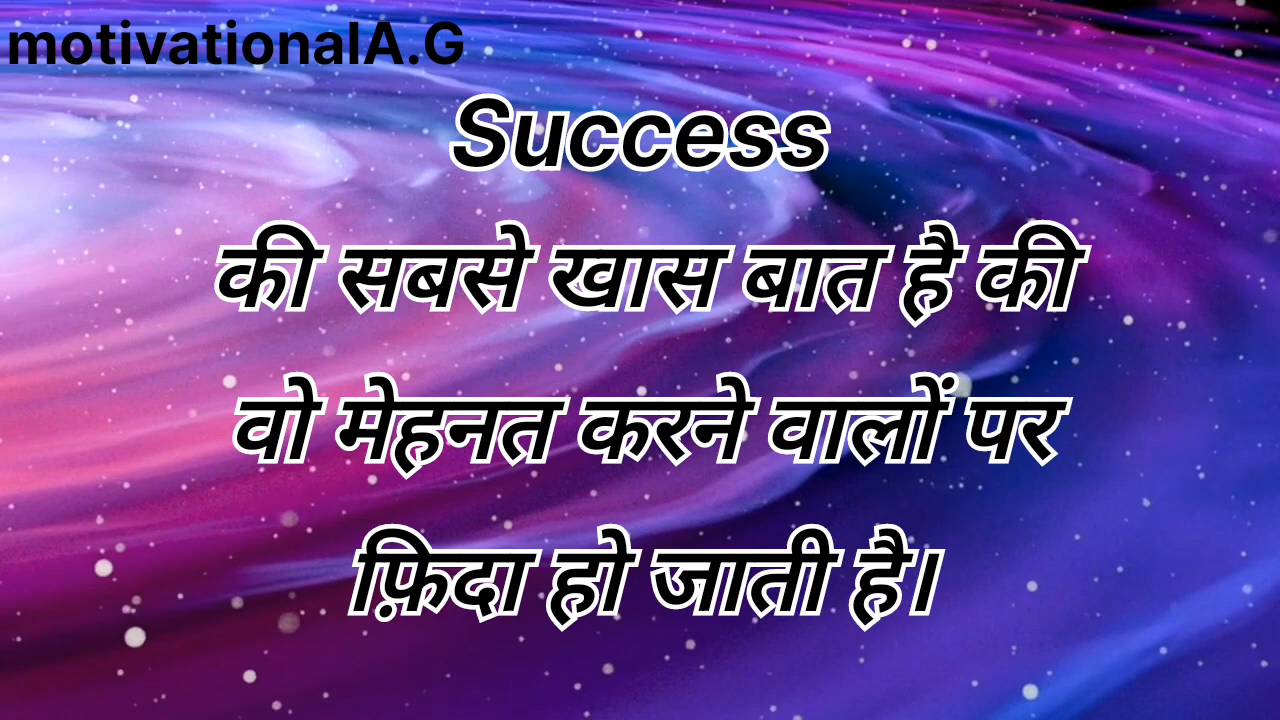 motivationalA.G
Success
की सबसे खास बात है की
वो मेहनत करने वालों पर
फ़िदा हो जाती है।